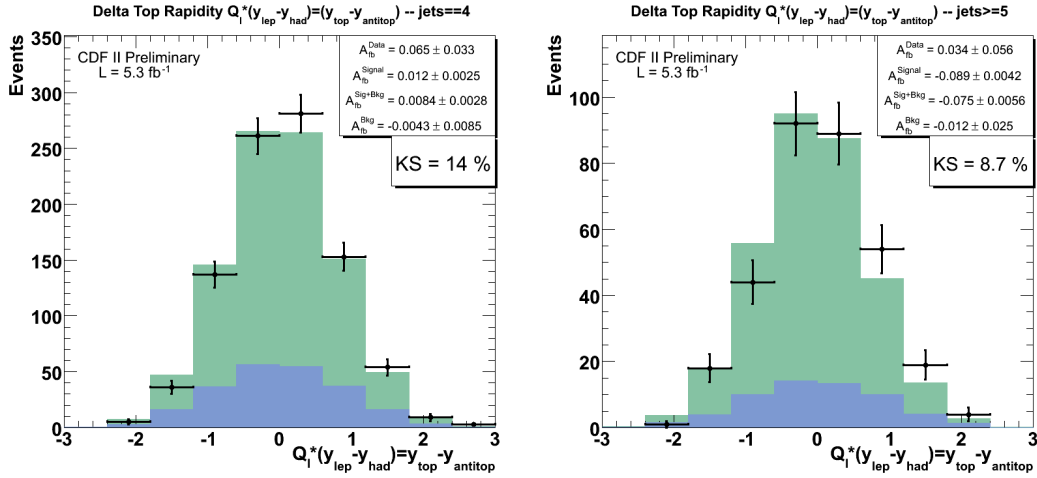 Delta Top Rapidity Q_l*(y_lep-y_had)=(y_top-y_antitop) -- jets==4
Events
350
300
250
200
150
100
50
0
CDF II Preliminary
L = 5.3 fb⁻¹
A_fb^Data = 0.065 ± 0.033
A_fb^Signal = 0.012 ± 0.0025
A_fb^Sig+Bkg = 0.0084 ± 0.0028
A_fb^Bkg = -0.0043 ± 0.0085
KS = 14 %
-3 -2 -1 0 1 2 3
Q_l*(y_lep-y_had)=y_top-y_antitop
Delta Top Rapidity Q_l*(y_lep-y_had)=(y_top-y_antitop) -- jets>=5
Events
100
80
60
40
20
0
CDF II Preliminary
L = 5.3 fb⁻¹
A_fb^Data = 0.034 ± 0.056
A_fb^Signal = -0.089 ± 0.0042
A_fb^Sig+Bkg = -0.075 ± 0.0056
A_fb^Bkg = -0.012 ± 0.025
KS = 8.7 %
-3 -2 -1 0 1 2 3
Q_l*(y_lep-y_had)=y_top-y_antitop